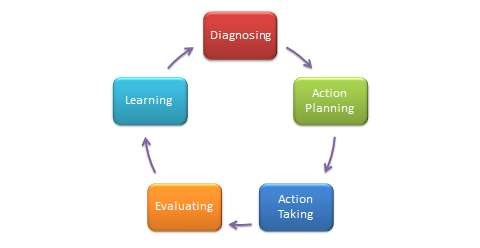 Diagnosing
Action
Planning
Action
Taking
Evaluating
Learning